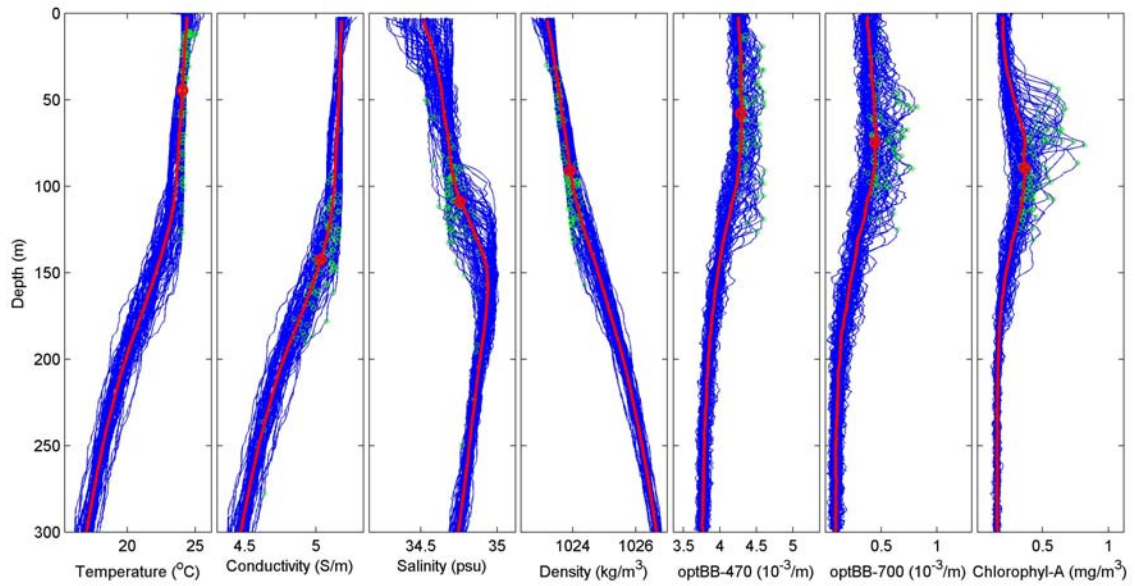 0
50
100
150
200
250
300
Depth (m)
20 25
4.5 5
34.5 35
1024 1026
3.5 4 4.5 5
0.5 1
0.5 1
Temperature (°C)
Conductivity (S/m)
Salinity (psu)
Density (kg/m³)
optBB-470 (10⁻³/m)
optBB-700 (10⁻³/m)
Chlorophyl-A (mg/m³)